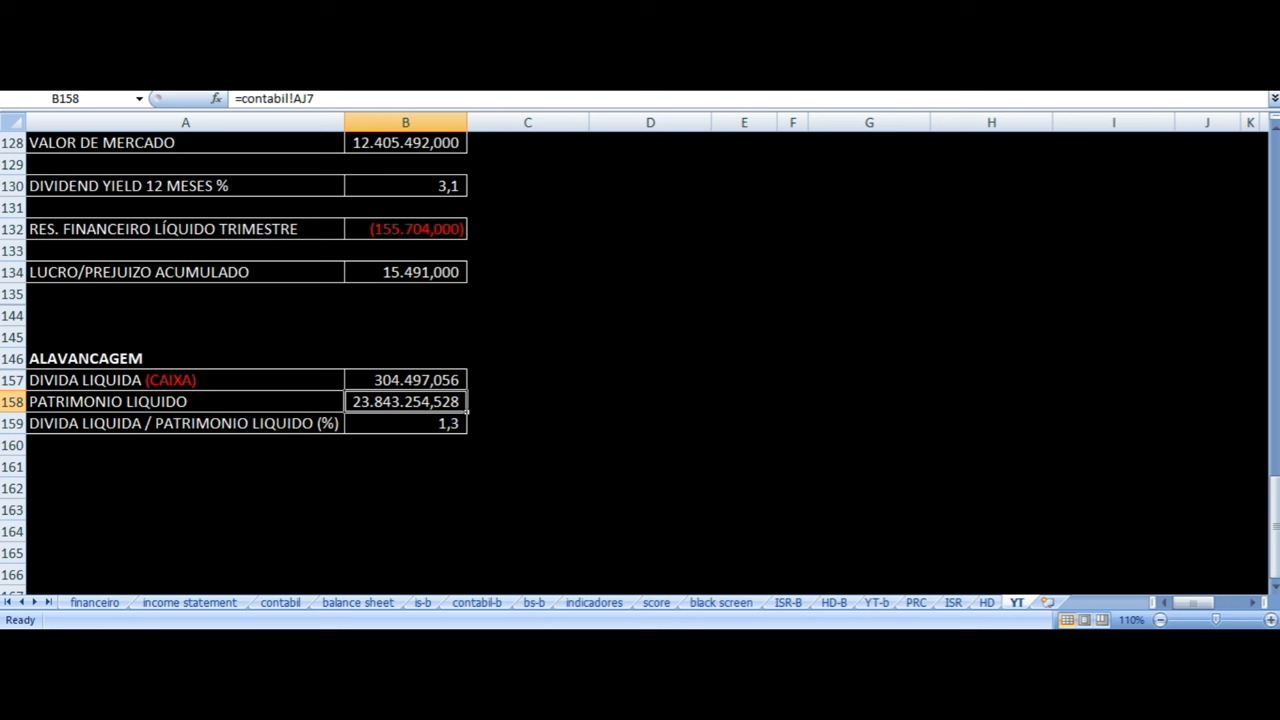 B158 fx =contabil!AJ7
A B C D E F G H I J K
128 VALOR DE MERCADO 12.405.492,000
129
130 DIVIDEND YIELD 12 MESES % 3,1
131
132 RES. FINANCEIRO LÍQUIDO TRIMESTRE (155.704,000)
133
134 LUCRO/PREJUIZO ACUMULADO 15.491,000
135
144
145
146 ALAVANCAGEM
157 DIVIDA LIQUIDA (CAIXA) 304.497,056
158 PATRIMONIO LIQUIDO 23.843.254,528
159 DIVIDA LIQUIDA / PATRIMONIO LIQUIDO (%) 1,3
160
161
162
163
164
165
166
financeiro income statement contabil balance sheet is-b contabil-b bs-b indicadores score black screen ISR-B HD-B YT-b PRC ISR HD YT
Ready 110%